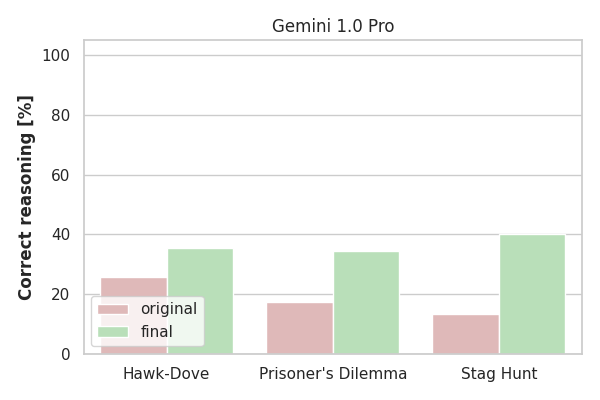 Gemini 1.0 Pro
Correct reasoning [%]
100
80
60
40
20
0
original
final
Hawk-Dove
Prisoner's Dilemma
Stag Hunt